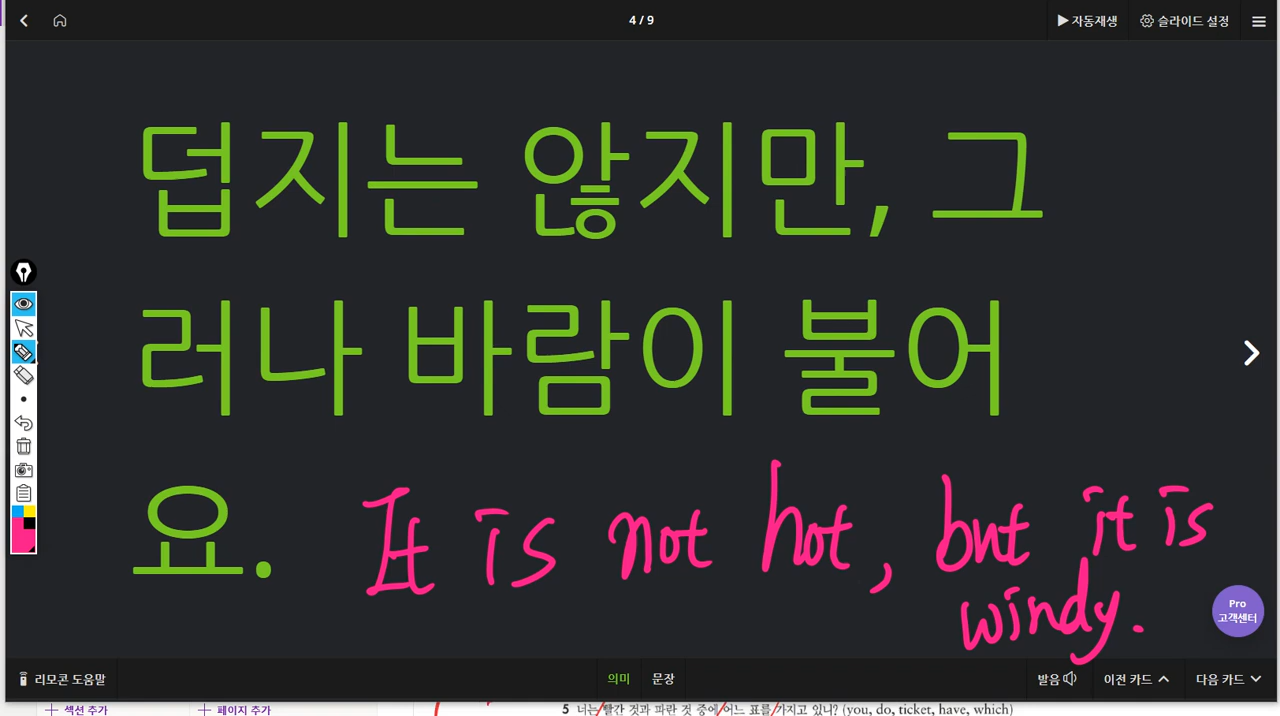 4 / 9
▶자동재생
슬라이드 설정
덥지는 않지만, 그
러나 바람이 불어
요.
It is not hot, but it is
windy.
Pro
고객센터
리모콘 도움말
의미
문장
발음
이전 카드
다음 카드
섹션 추가
페이지 추가
5 너는/빨간 것과 파란 것 중에/어느 표를/가지고 있니? (you, do, ticket, have, which)